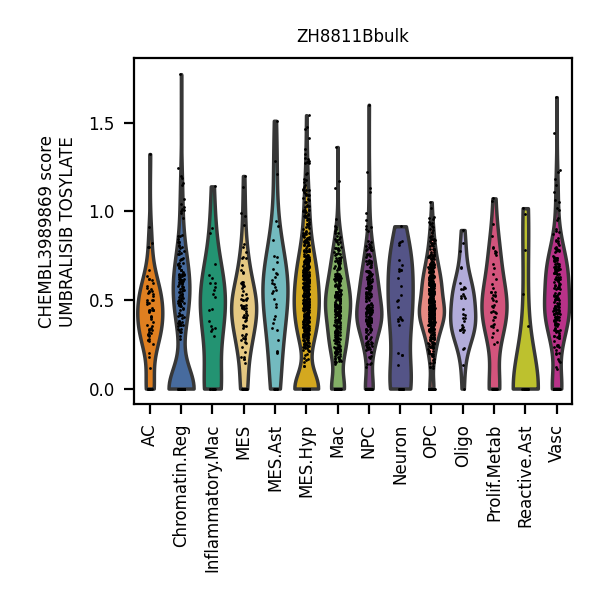 ZH8811Bbulk
CHEMBL3989869 score
UMBRALISIB TOSYLATE
1.5
1.0
0.5
0.0
AC
Chromatin.Reg
Inflammatory.Mac
MES
MES.Ast
MES.Hyp
Mac
NPC
Neuron
OPC
Oligo
Prolif.Metab
Reactive.Ast
Vasc